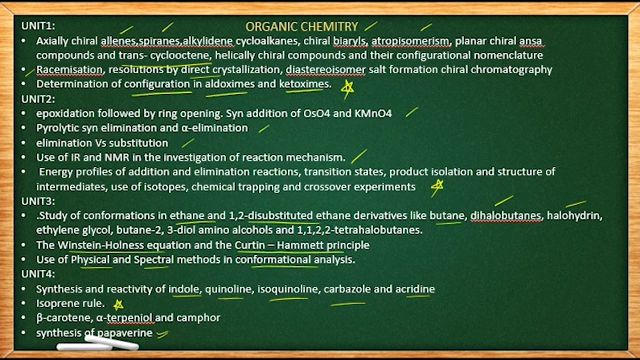 UNIT1:
ORGANIC CHEMITRY
• Axially chiral allenes,spiranes,alkylidene cycloalkanes, chiral biaryls, atropisomerism, planar chiral ansa
compounds and trans- cyclooctene, helically chiral compounds and their configurational nomenclature
• Racemisation, resolutions by direct crystallization, diastereoisomer salt formation chiral chromatography
• Determination of configuration in aldoximes and ketoximes.
UNIT2:
• epoxidation followed by ring opening. Syn addition of OsO4 and KMnO4
• Pyrolytic syn elimination and α-elimination
• elimination Vs substitution
• Use of IR and NMR in the investigation of reaction mechanism.
• Energy profiles of addition and elimination reactions, transition states, product isolation and structure of
intermediates, use of isotopes, chemical trapping and crossover experiments
UNIT3:
• .Study of conformations in ethane and 1,2-disubstituted ethane derivatives like butane, dihalobutanes, halohydrin,
ethylene glycol, butane-2, 3-diol amino alcohols and 1,1,2,2-tetrahalobutanes.
• The Winstein-Holness equation and the Curtin – Hammett principle
• Use of Physical and Spectral methods in conformational analysis.
UNIT4:
• Synthesis and reactivity of indole, quinoline, isoquinoline, carbazole and acridine
• Isoprene rule.
• β-carotene, α-terpeniol and camphor
• synthesis of papaverine